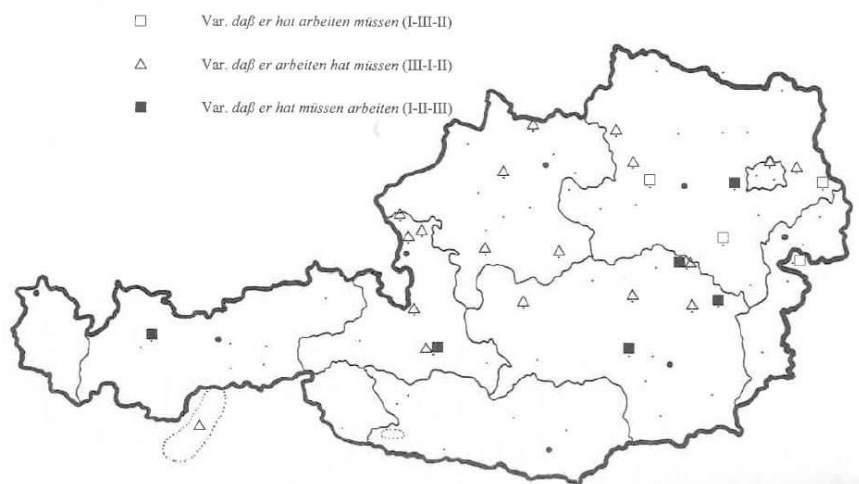 Var. daß er hat arbeiten müssen (I-III-II)
Var. daß er arbeiten hat müssen (III-I-II)
Var. daß er hat müssen arbeiten (I-II-III)